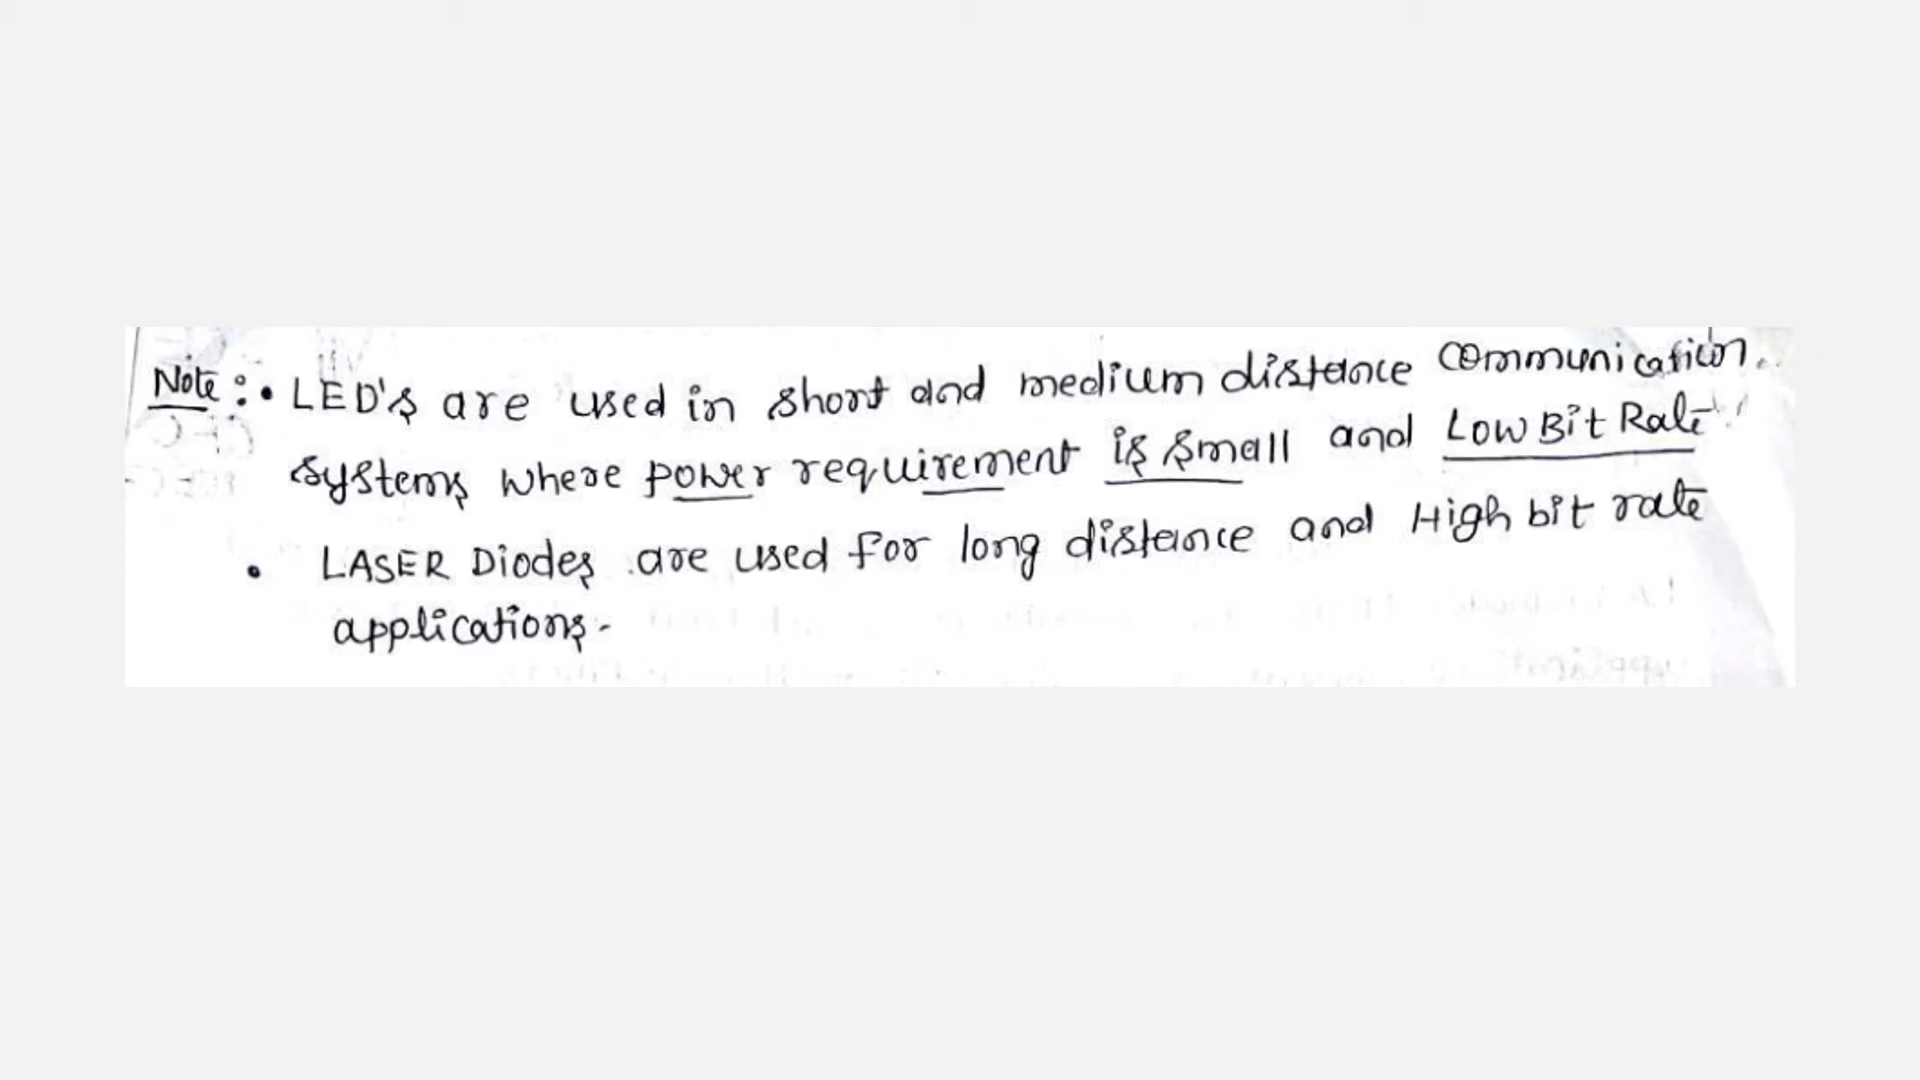 Note :• LED's are used in short and medium distance communication.
systems where power requirement is small and Low Bit Rate
• LASER Diodes are used for long distance and High bit rate
applications.